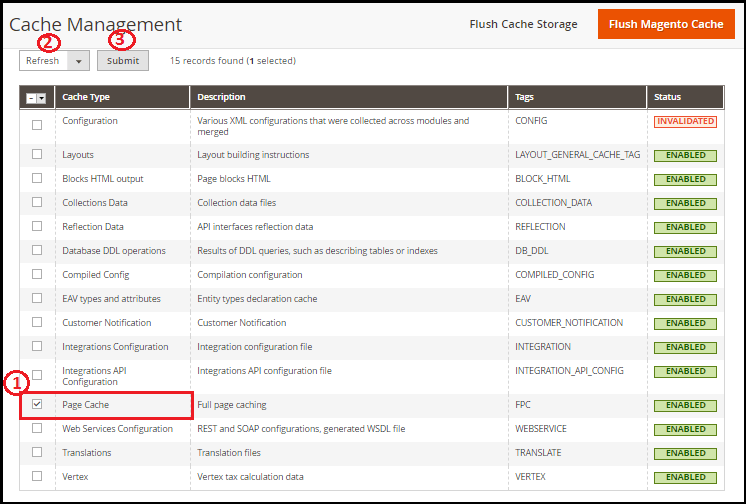 Cache Management
Flush Cache Storage
Flush Magento Cache
2
3
Refresh
Submit
15 records found (1 selected)
Cache Type Description Tags Status
Configuration Various XML configurations that were collected across modules and CONFIG INVALIDATED
merged
Layouts Layout building instructions LAYOUT_GENERAL_CACHE_TAG ENABLED
Blocks HTML output Page blocks HTML BLOCK_HTML ENABLED
Collections Data Collection data files COLLECTION_DATA ENABLED
Reflection Data API interfaces reflection data REFLECTION ENABLED
Database DDL operations Results of DDL queries, such as describing tables or indexes DB_DDL ENABLED
Compiled Config Compilation configuration COMPILED_CONFIG ENABLED
EAV types and attributes Entity types declaration cache EAV ENABLED
Customer Notification Customer Notification CUSTOMER_NOTIFICATION ENABLED
Integrations Configuration Integration configuration file INTEGRATION ENABLED
Integrations API Integrations API configuration file INTEGRATION_API_CONFIG ENABLED
Configuration
1
Page Cache Full page caching FPC ENABLED
Web Services Configuration REST and SOAP configurations, generated WSDL file WEBSERVICE ENABLED
Translations Translation files TRANSLATE ENABLED
Vertex Vertex tax calculation data VERTEX ENABLED